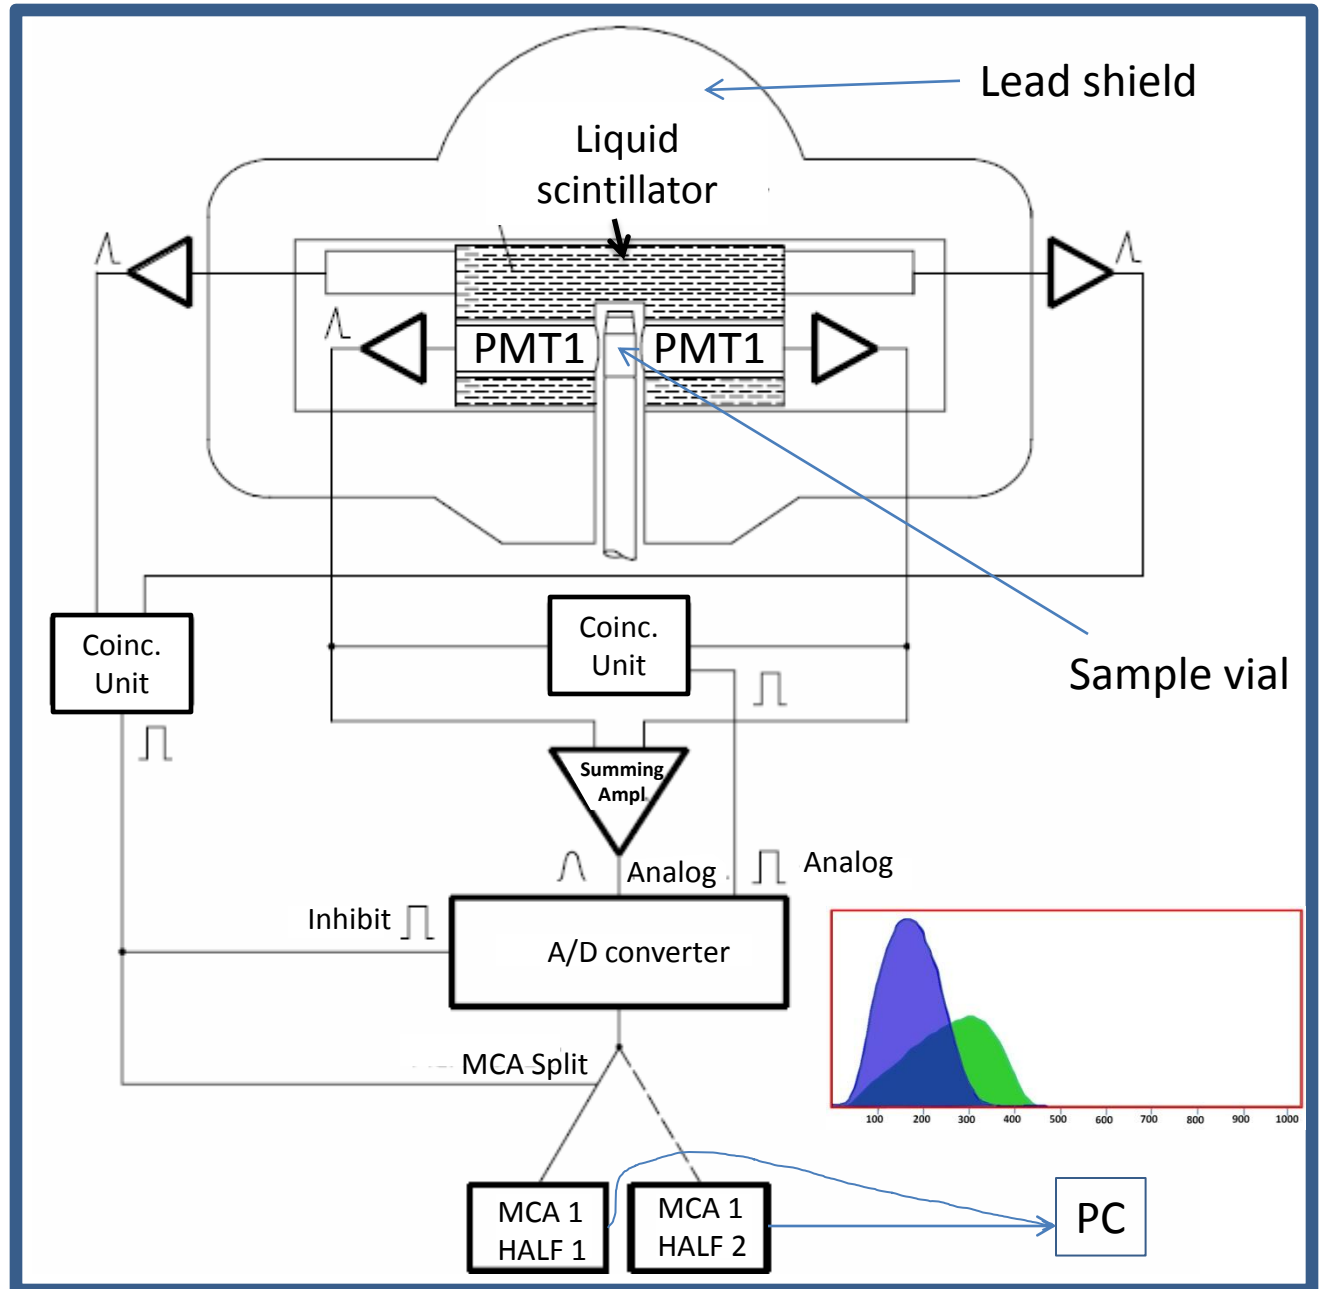 Lead shield
Liquid
scintillator
PMT1
PMT1
Coinc.
Unit
Coinc.
Unit
Sample vial
Summing
Ampl
Analog
Analog
Inhibit
A/D converter
MCA Split
100 200 300 400 500 600 700 800 900 1000
MCA 1
HALF 1
MCA 1
HALF 2
PC